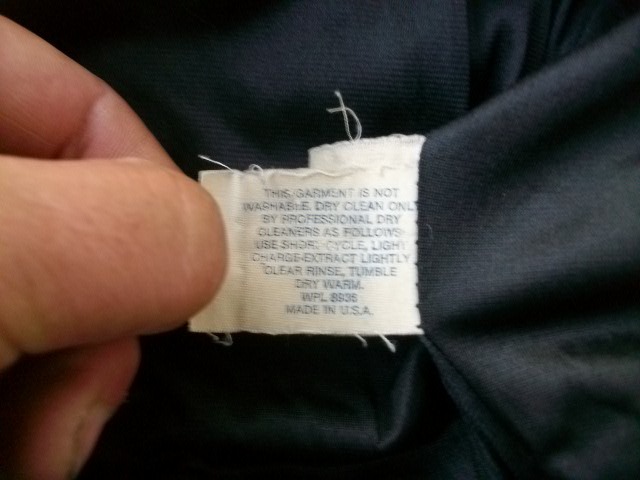 THIS GARMENT IS NOT
WASHABLE. DRY CLEAN ONLY
BY PROFESSIONAL DRY
CLEANERS AS FOLLOWS:
USE SHORT CYCLE, LIGHT
CHARGE-EXTRACT LIGHTLY
CLEAR RINSE, TUMBLE
DRY WARM.
WPL 8836
MADE IN U.S.A.